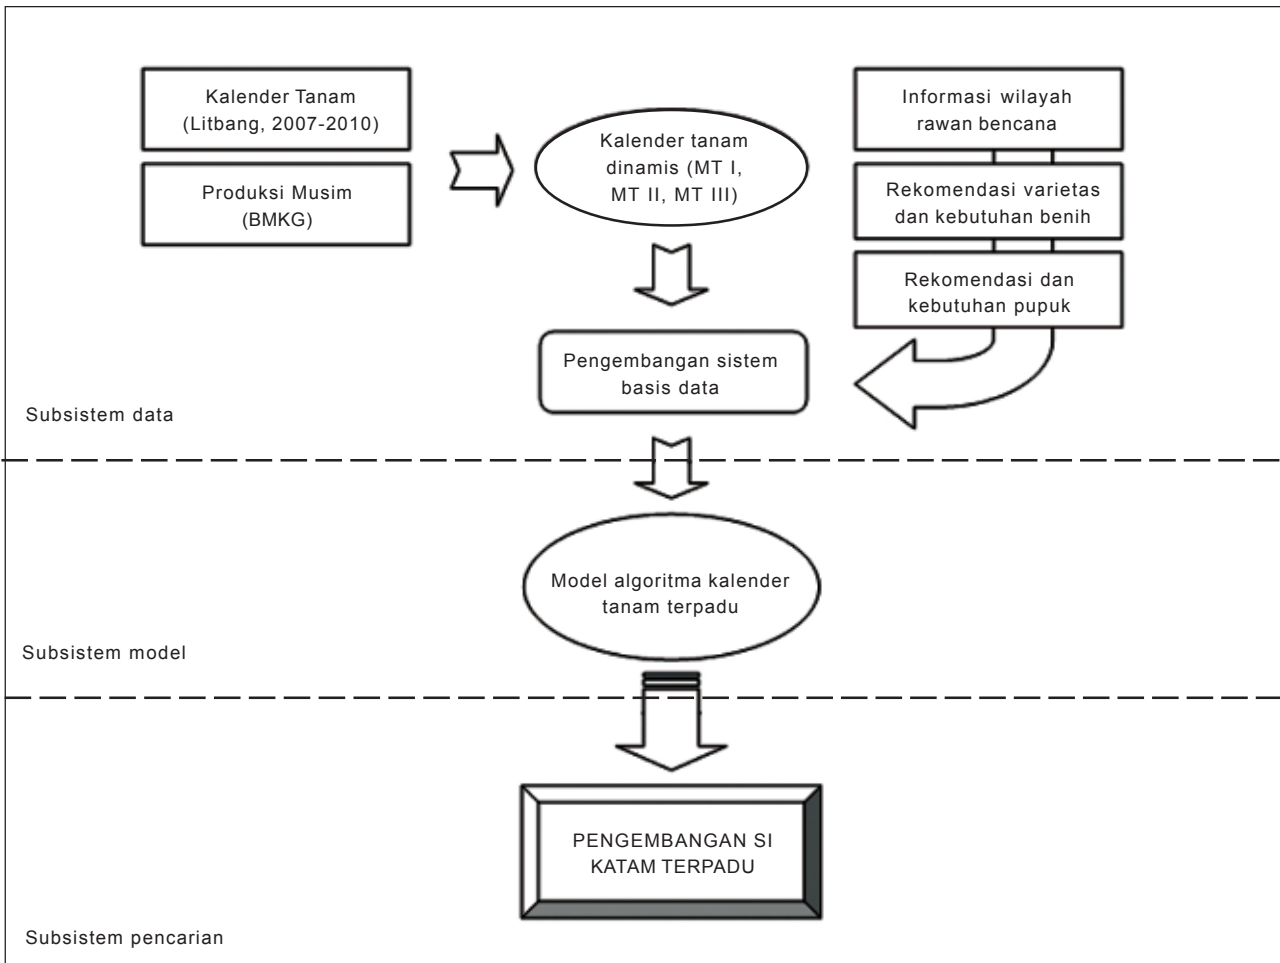 Kalender Tanam
(Litbang, 2007-2010)
Produksi Musim
(BMKG)
Kalender tanam
dinamis (MT I,
MT II, MT III)
Informasi wilayah
rawan bencana
Rekomendasi varietas
dan kebutuhan benih
Rekomendasi dan
kebutuhan pupuk
Pengembangan sistem
basis data
Subsistem data
Model algoritma kalender
tanam terpadu
Subsistem model
PENGEMBANGAN SI
KATAM TERPADU
Subsistem pencarian